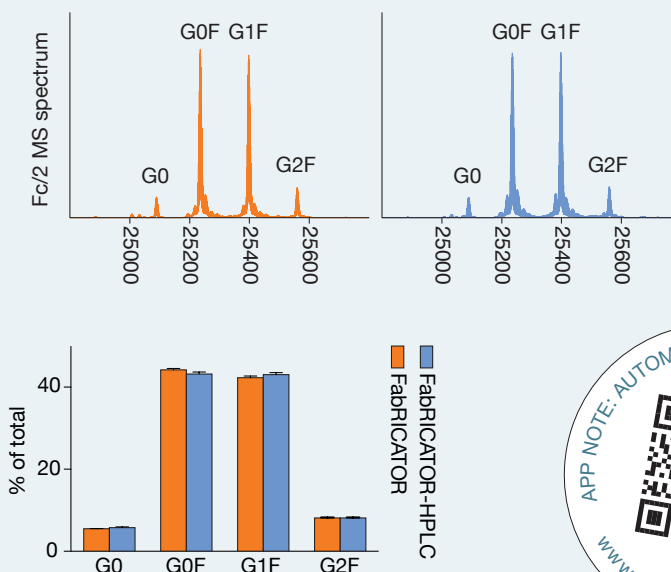 Fc/2 MS spectrum
G0
G0F
G1F
G2F
25000
25200
25400
25600
G0
G0F
G1F
G2F
25000
25200
25400
25600
% of total
40
20
0
G0
G0F
G1F
G2F
FabRICATOR-HPLC
FabRICATOR
APP NOTE:
www